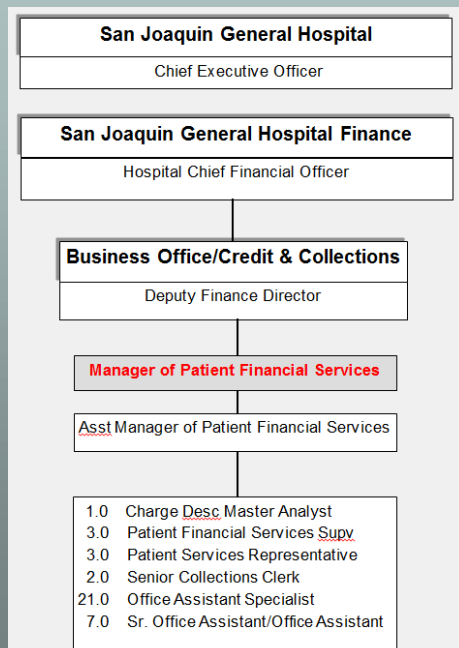 San Joaquin General Hospital
Chief Executive Officer
San Joaquin General Hospital Finance
Hospital Chief Financial Officer
Business Office/Credit & Collections
Deputy Finance Director
Manager of Patient Financial Services
Asst Manager of Patient Financial Services
1.0 Charge Desc Master Analyst
3.0 Patient Financial Services Supv
3.0 Patient Services Representative
2.0 Senior Collections Clerk
21.0 Office Assistant Specialist
7.0 Sr. Office Assistant/Office Assistant